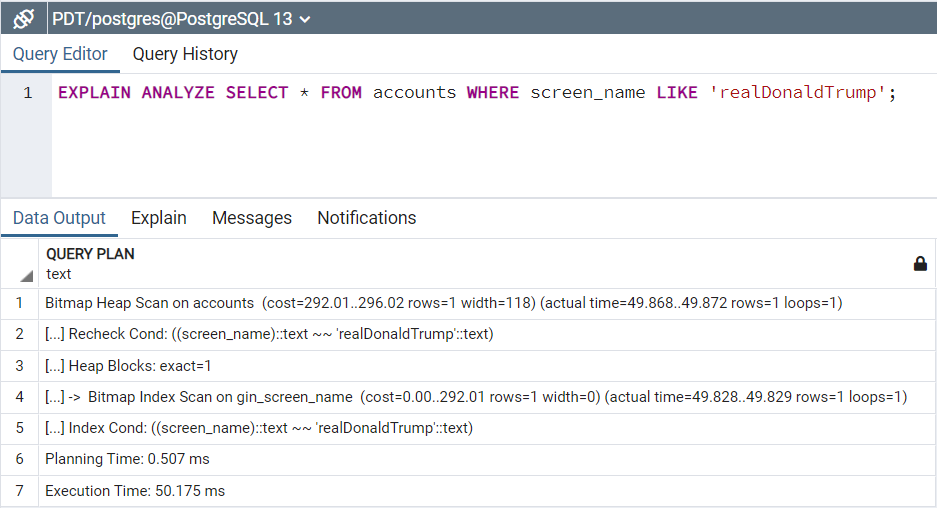 PDT/postgres@PostgreSQL 13
Query Editor Query History
1 EXPLAIN ANALYZE SELECT * FROM accounts WHERE screen_name LIKE 'realDonaldTrump';
Data Output Explain Messages Notifications
QUERY PLAN
text
1 Bitmap Heap Scan on accounts (cost=292.01..296.02 rows=1 width=118) (actual time=49.868..49.872 rows=1 loops=1)
2 [...] Recheck Cond: ((screen_name)::text ~~ 'realDonaldTrump'::text)
3 [...] Heap Blocks: exact=1
4 [...] -> Bitmap Index Scan on gin_screen_name (cost=0.00..292.01 rows=1 width=0) (actual time=49.828..49.829 rows=1 loops=1)
5 [...] Index Cond: ((screen_name)::text ~~ 'realDonaldTrump'::text)
6 Planning Time: 0.507 ms
7 Execution Time: 50.175 ms